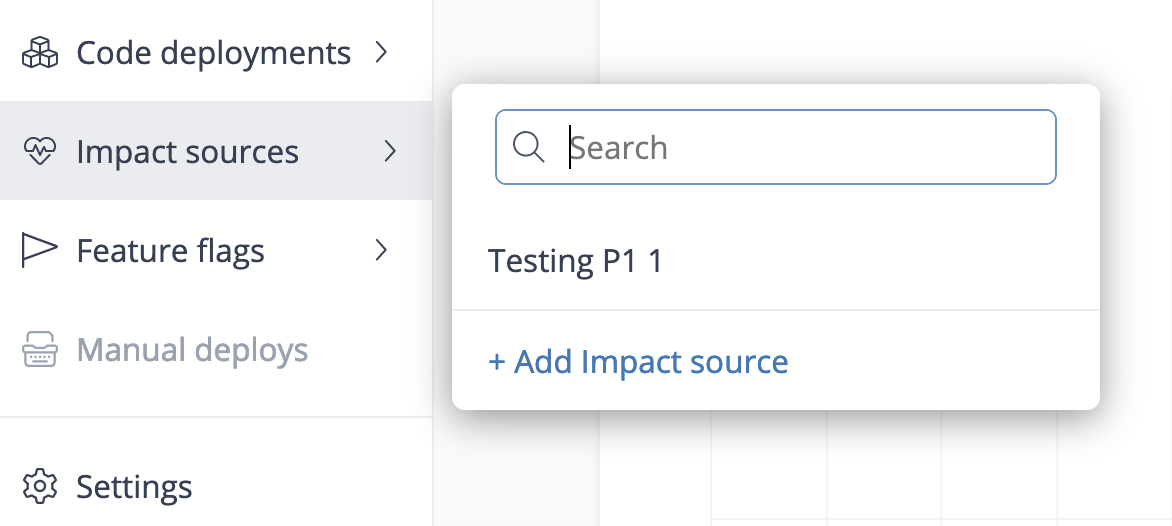 Code deployments
Impact sources
Feature flags
Manual deploys
Settings
Search
Testing P1 1
+ Add Impact source